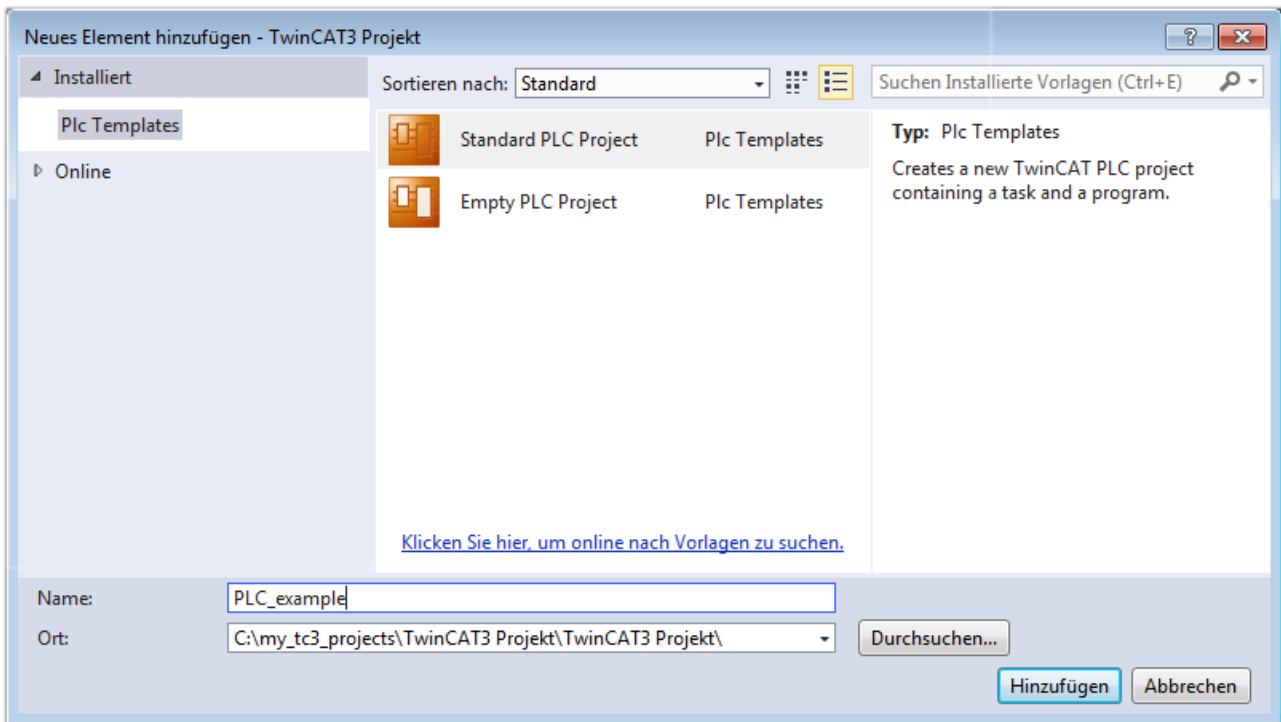 Neues Element hinzufügen - TwinCAT3 Projekt
Installiert
Plc Templates
Online
Sortieren nach: Standard
Suchen Installierte Vorlagen (Ctrl+E)
Standard PLC Project Plc Templates
Empty PLC Project Plc Templates
Klicken Sie hier, um online nach Vorlagen zu suchen.
Typ: Plc Templates
Creates a new TwinCAT PLC project
containing a task and a program.
Name: PLC_example
Ort: C:\my_tc3_projects\TwinCAT3 Projekt\TwinCAT3 Projekt\ Durchsuchen...
Hinzufügen Abbrechen